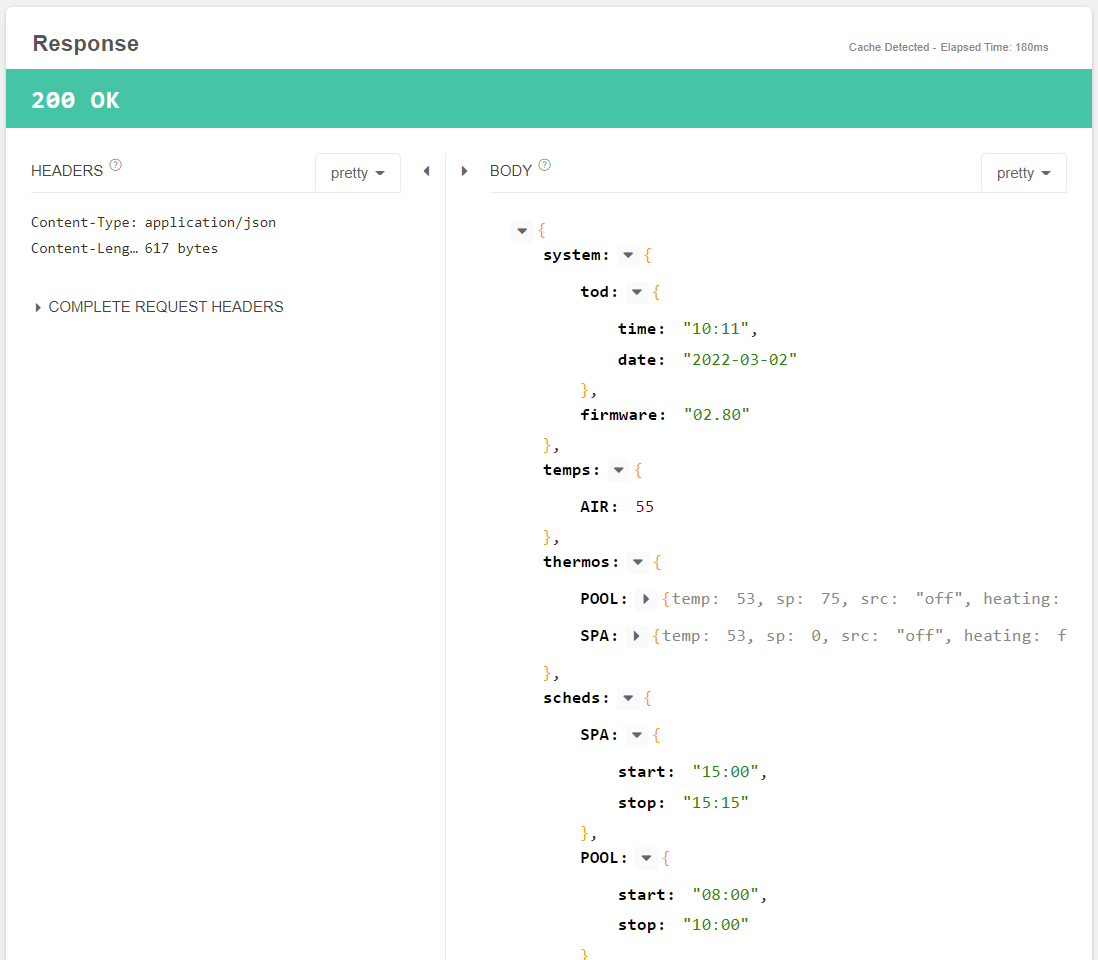 Response
Cache Detected - Elapsed Time: 180ms
200 OK
HEADERS ?
pretty
Content-Type: application/json
Content-Leng… 617 bytes
COMPLETE REQUEST HEADERS
BODY ?
pretty
{
system: {
tod: {
time: "10:11",
date: "2022-03-02"
},
firmware: "02.80"
},
temps: {
AIR: 55
},
thermos: {
POOL: {temp: 53, sp: 75, src: "off", heating:
SPA: {temp: 53, sp: 0, src: "off", heating: f
},
scheds: {
SPA: {
start: "15:00",
stop: "15:15"
},
POOL: {
start: "08:00",
stop: "10:00"
}